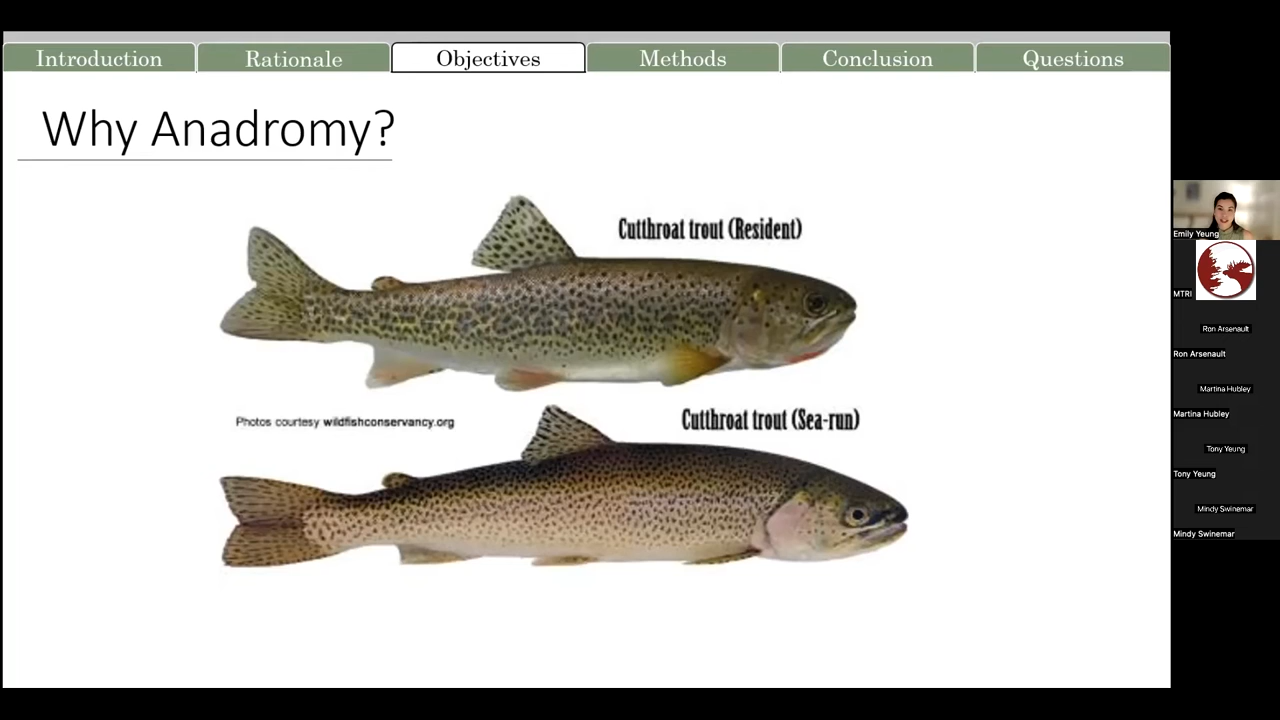 Introduction
Rationale
Objectives
Methods
Conclusion
Questions
Why Anadromy?
Cutthroat trout (Resident)
Photos courtesy wildfishconservancy.org
Cutthroat trout (Sea-run)
Emily Yeung
MTRI
Ron Arsenault
Ron Arsenault
Martina Hubley
Martina Hubley
Tony Yeung
Tony Yeung
Mindy Swinemar
Mindy Swinemar